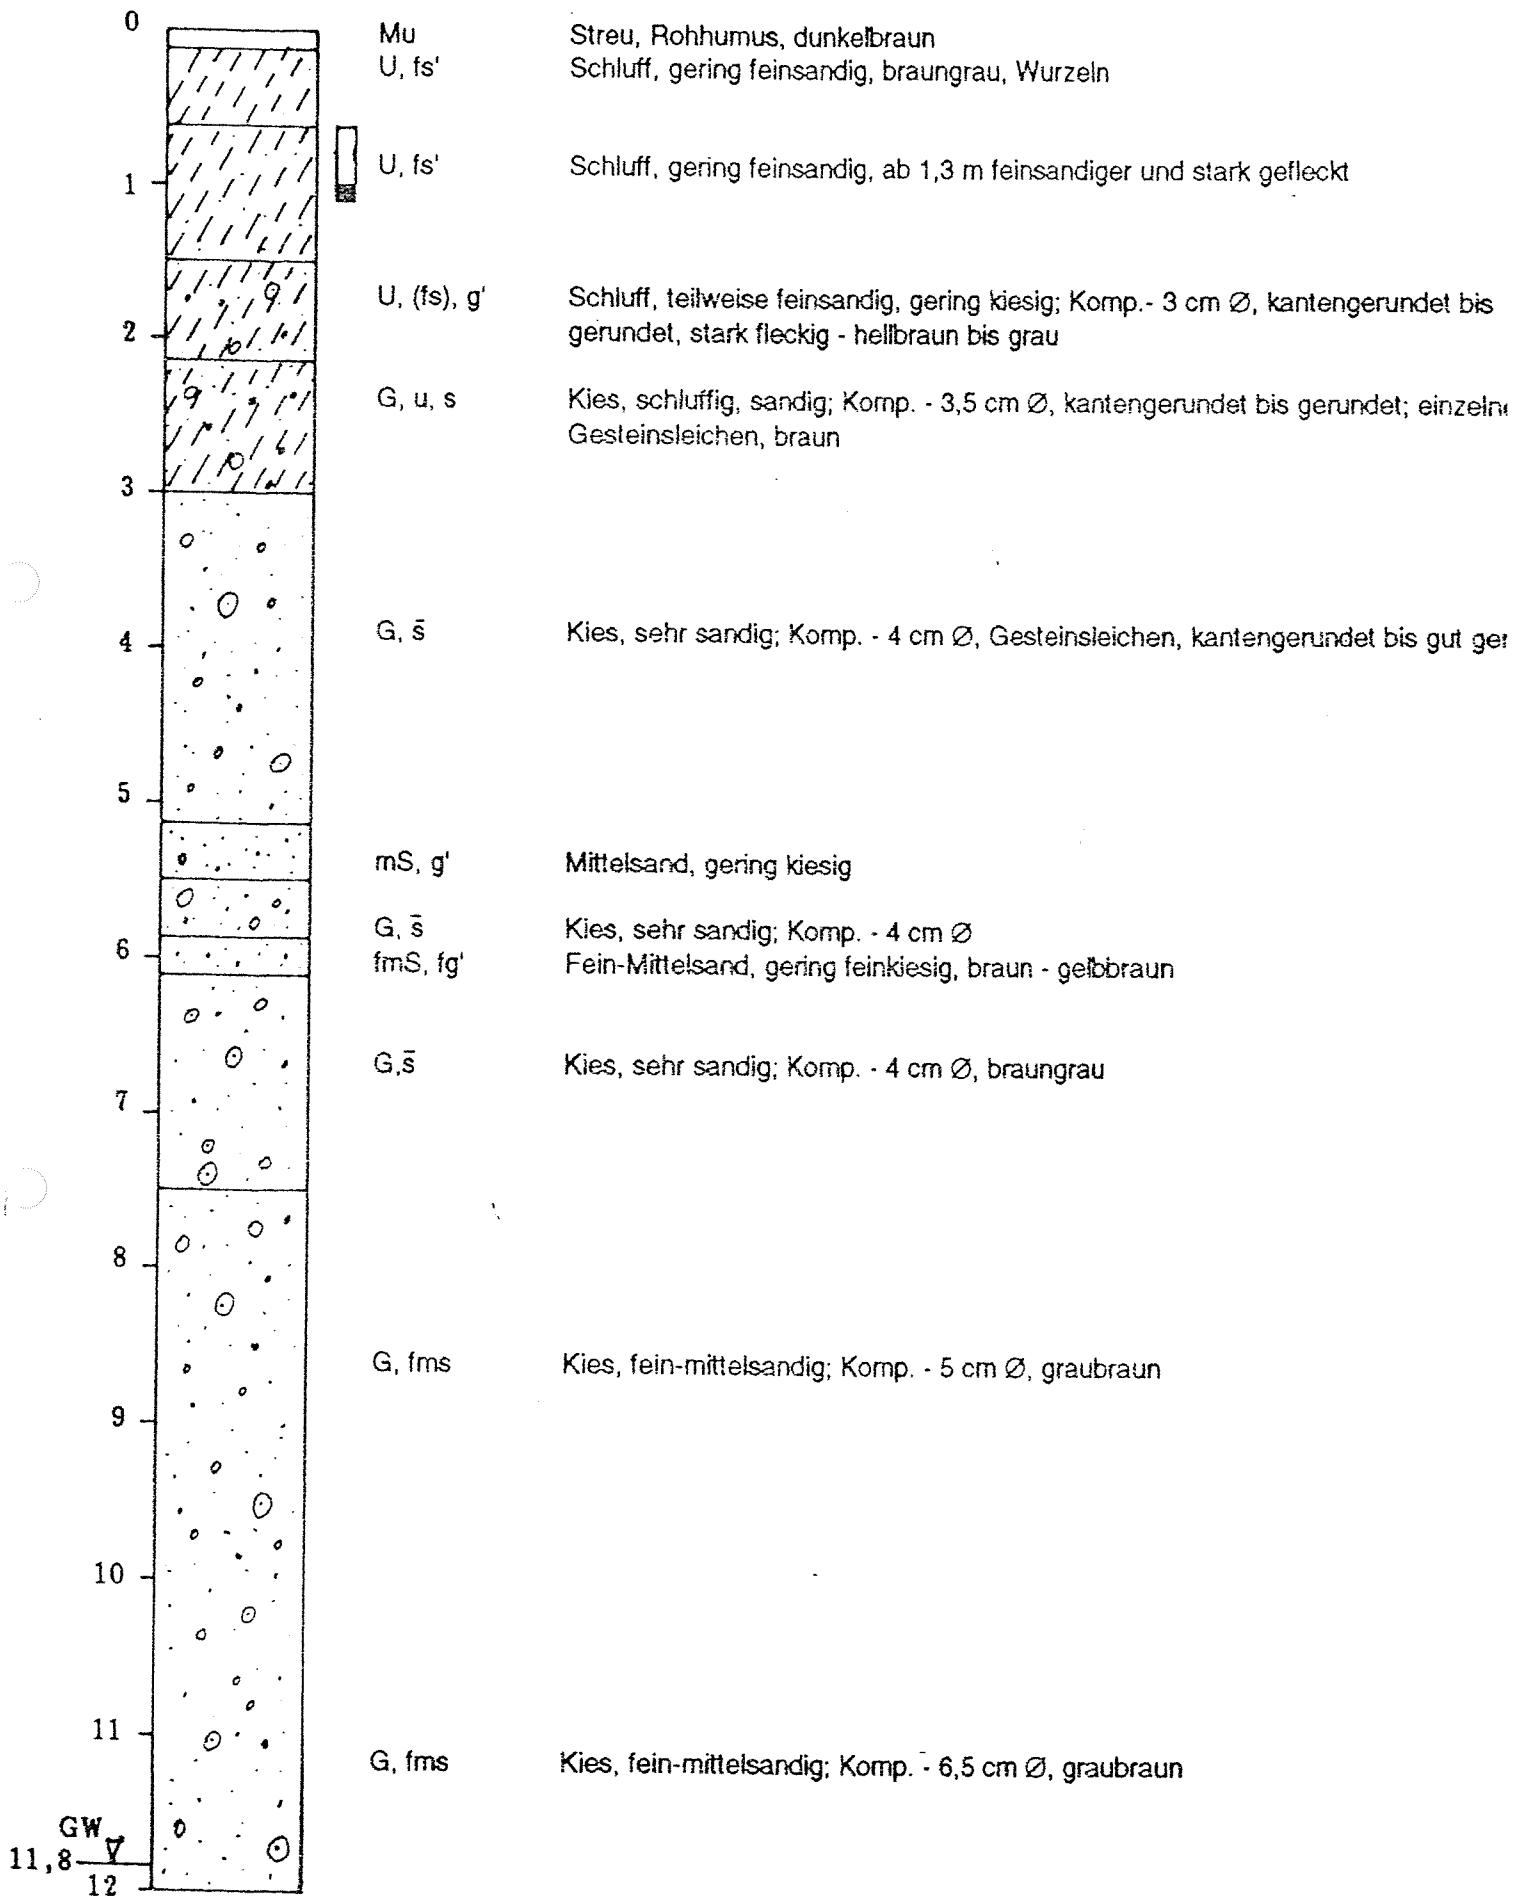 0
Mu Streu, Rohhumus, dunkelbraun
U, fs' Schluff, gering feinsandig, braungrau, Wurzeln
1 U, fs' Schluff, gering feinsandig, ab 1,3 m feinsandiger und stark gefleckt
U, (fs), g' Schluff, teilweise feinsandig, gering kiesig; Komp.- 3 cm Ø, kantengerundet bis
2 gerundet, stark fleckig - hellbraun bis grau
G, u, s Kies, schluffig, sandig; Komp. - 3,5 cm Ø, kantengerundet bis gerundet;
Gesteinsleichen, braun
3
4 G, s̄ Kies, sehr sandig; Komp. - 4 cm Ø, Gesteinsleichen, kantengerundet bis gut
5
mS, g' Mittelsand, gering kiesig
G, s̄ Kies, sehr sandig; Komp. - 4 cm Ø
6 fmS, fg' Fein-Mittelsand, gering feinkiesig, braun - gelbbraun
G,s̄ Kies, sehr sandig; Komp. - 4 cm Ø, braungrau
7
8
G, fms Kies, fein-mittelsandig; Komp. - 5 cm Ø, graubraun
9
10
11
G, fms Kies, fein-mittelsandig; Komp. - 6,5 cm Ø, graubraun
GW
11,8
12